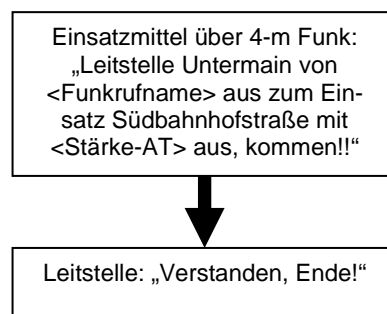 Einsatzmittel über 4-m Funk:
„Leitstelle Untermain von
<Funkrufname> aus zum Ein-
satz Südbahnhofstraße mit
<Stärke-AT> aus, kommen!!“
Leitstelle: „Verstanden, Ende!“